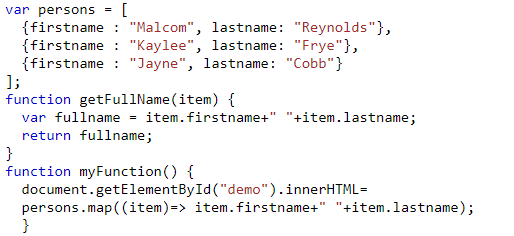 var persons = [
  {firstname : "Malcom", lastname: "Reynolds"},
  {firstname : "Kaylee", lastname: "Frye"},
  {firstname : "Jayne", lastname: "Cobb"}
];
function getFullName(item) {
  var fullname = item.firstname+" "+item.lastname;
  return fullname;
}
function myFunction() {
  document.getElementById("demo").innerHTML=
  persons.map((item)=> item.firstname+" "+item.lastname);
  }